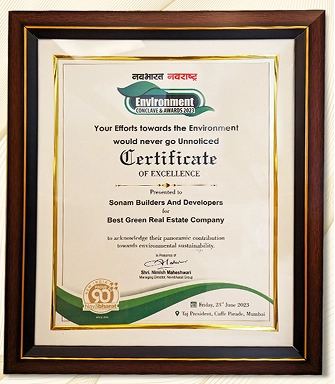 नवभारत नवराष्ट्र
Environment
CONCLAVE & AWARDS 2023
Your Efforts towards the Environment
would never go Unnoticed
Certificate
OF EXCELLENCE
Presented to
Sonam Builders And Developers
for
Best Green Real Estate Company
to acknowledge their panoramic contribution
towards environmental sustainability.
In Presence of
Shri. Nimish Maheshwari
Managing Director, Navabharat Group
90
Navabharat
Friday, 23rd June 2023
Taj President, Cuffe Parade, Mumbai